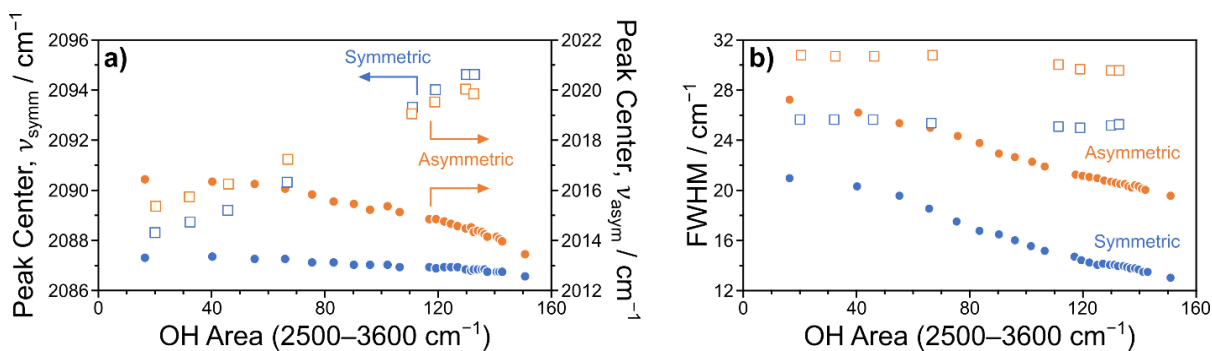 a)
Peak Center, νsymm / cm⁻¹
2096
2094
2092
2090
2088
2086
Symmetric
Asymmetric
2022
2020
2018
2016
2014
2012
Peak Center, νasym / cm⁻¹
0
40
80
120
160
OH Area (2500–3600 cm⁻¹)
b)
FWHM / cm⁻¹
32
28
24
20
16
12
Asymmetric
Symmetric
0
40
80
120
160
OH Area (2500–3600 cm⁻¹)